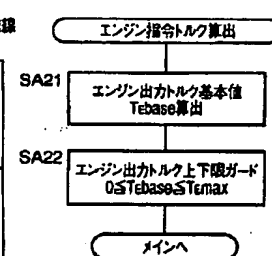 線
エンジン指令トルク算出
SA21
エンジン出力トルク基本値
TEbase算出
SA22
エンジン出力トルク上下限ガード
0≦TEbase≦TEmax
メインへ